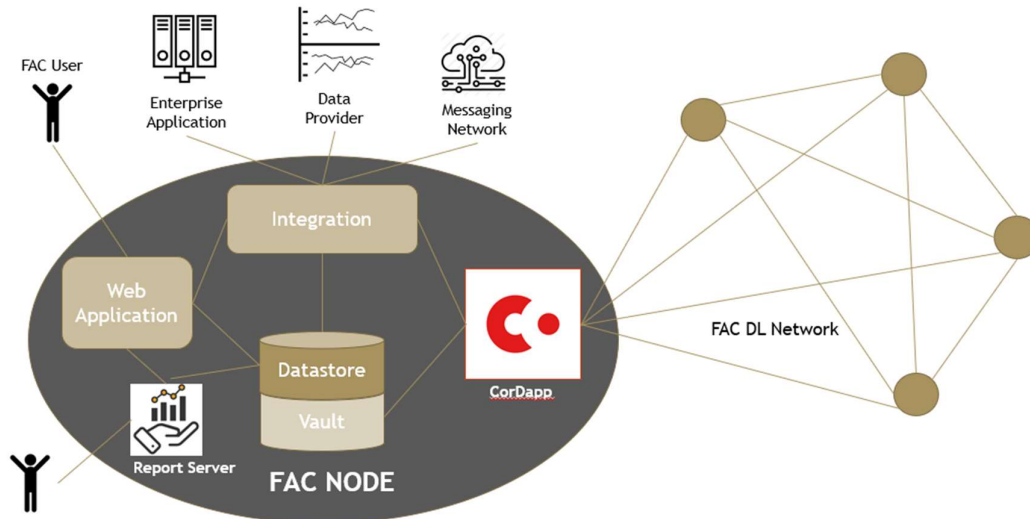 FAC User
Enterprise
Application
Data
Provider
Messaging
Network
Integration
Web
Application
Datastore
Vault
CorDapp
Report Server
FAC NODE
FAC DL Network